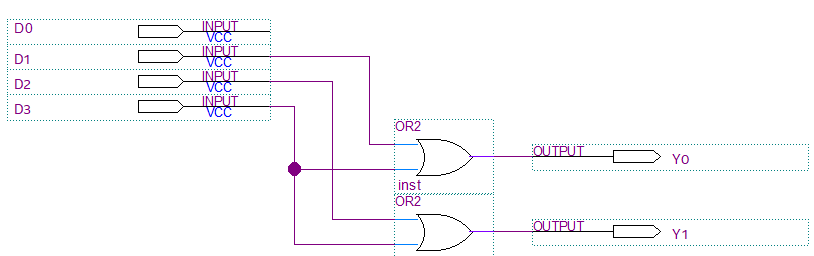 D0 INPUT
VCC
D1 INPUT
VCC
D2 INPUT
VCC
D3 INPUT
VCC
OR2
OUTPUT Y0
inst
OR2
OUTPUT Y1